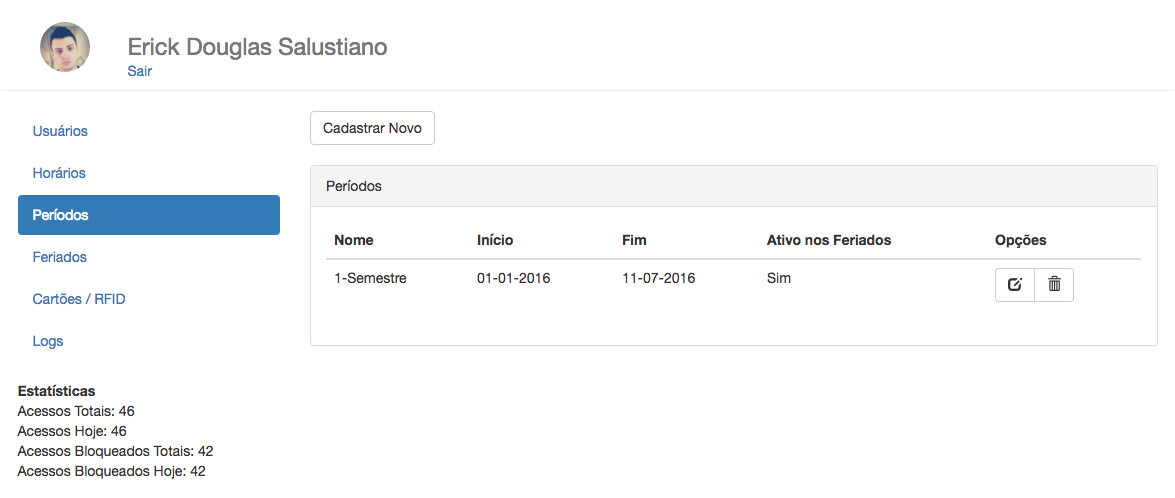 Erick Douglas Salustiano
Sair
Usuários
Horários
Períodos
Feriados
Cartões / RFID
Logs
Estatísticas
Acessos Totais: 46
Acessos Hoje: 46
Acessos Bloqueados Totais: 42
Acessos Bloqueados Hoje: 42
Cadastrar Novo
Períodos
Nome Início Fim Ativo nos Feriados Opções
1-Semestre 01-01-2016 11-07-2016 Sim